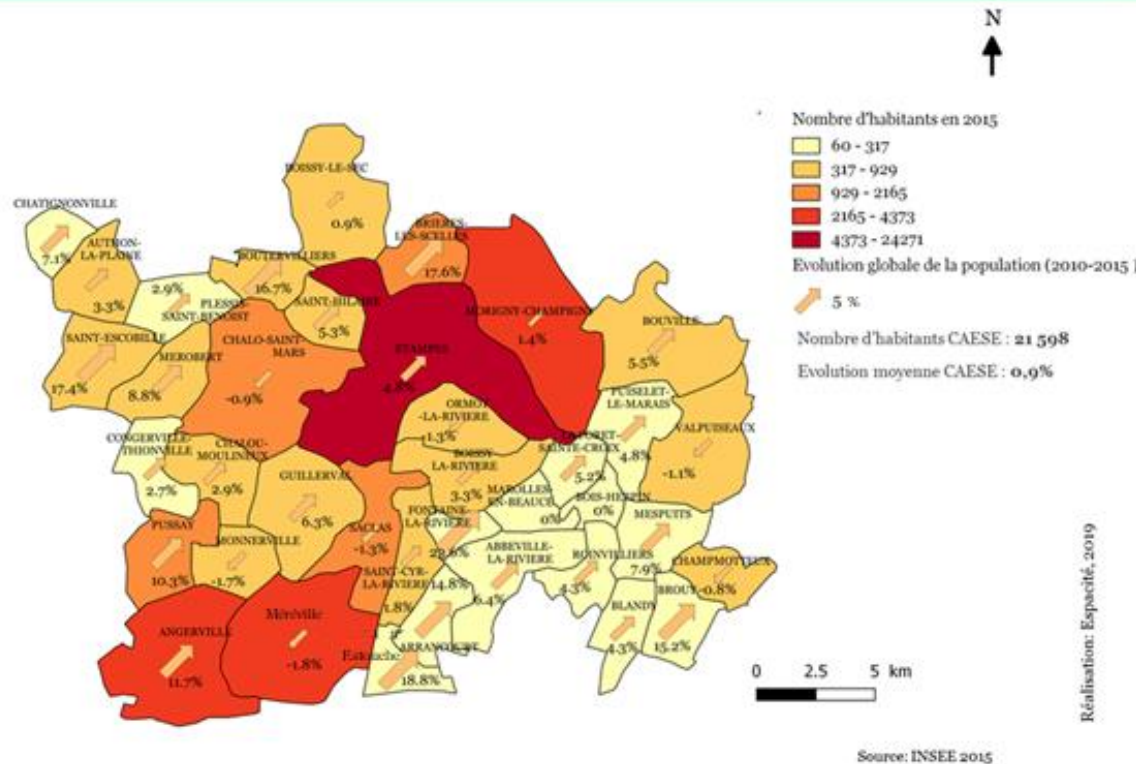 N
Nombre d'habitants en 2015
60 - 317
317 - 929
929 - 2165
2165 - 4373
4373 - 24271
Evolution globale de la population (2010-2015 )
5 %
Nombre d'habitants CAESE : 21 598
Evolution moyenne CAESE : 0,9%
BOISSY-LE-SEC
0.9%
CHATIGNONVILLE
7.1%
AUTHON-
LA-PLAINE
3.3%
BRIERES-
LES-SCELLES
17.6%
BOUTERVILLIERS
16.7%
2.9%
PLESSIS-
SAINT-BENOIST
SAINT-HILAIRE
5.3%
MORIGNY-CHAMPIGNY
1.4%
BOUVILLE
5.5%
SAINT-ESCOBILLE
17.4%
MEROBERT
8.8%
CHALO-SAINT-
MARS
-0.9%
ETAMPES
4.8%
ORMOY
-LA-RIVIERE
-1.3%
PUISELET-
LE-MARAIS
4.8%
VALPUISEAUX
-1.1%
LA FORET-
SAINTE-CROIX
5.2%
CONGERVILLE-
THIONVILLE
2.7%
CHALOU-
MOULINEUX
2.9%
GUILLERVAL
6.3%
BOISSY-
LA-RIVIERE
3.3%
MAROLLES-
EN-BEAUCE
0%
BOIS-HERPIN
0%
MESPUITS
7.9%
PUSSAY
10.3%
MONNERVILLE
-1.7%
SACLAS
-1.3%
FONTAINE-
LA-RIVIERE
22.6%
SAINT-CYR-
LA-RIVIERE
1.8%
14.8%
ABBEVILLE-
LA-RIVIERE
6.4%
ROINVILLIERS
4.3%
CHAMPMOTTEUX
-0.8%
BLANDY
4.3%
BROUY
15.2%
ANGERVILLE
11.7%
Méréville
-1.8%
Estouche
ARRANCOURT
18.8%
0 2.5 5 km
Réalisation: Espacité, 2019
Source: INSEE 2015